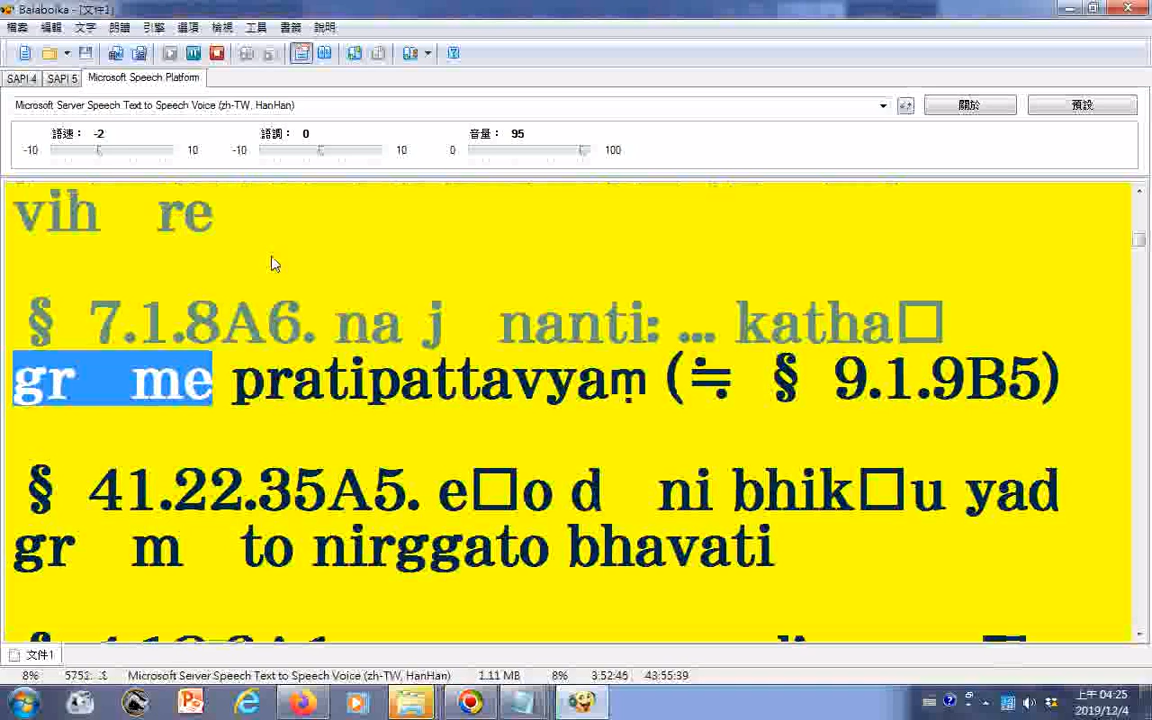 Balabolka - [文件1]
檔案 編輯 文字 朗讀 引擎 選項 檢視 工具 書籤 說明
SAPI 4 SAPI 5 Microsoft Speech Platform
Microsoft Server Speech Text to Speech Voice (zh-TW, HanHan) 關於 預設
語速： -2 語調： 0 音量： 95
-10 10 -10 10 0 100
vih re
§ 7.1.8A6. na j nanti: ... katha□
gr me pratipattavyaṃ (≒ § 9.1.9B5)
§ 41.22.35A5. e□o d ni bhik□u yad
gr m to nirggato bhavati
文件1
8% Microsoft Server Speech Text to Speech Voice (zh-TW, HanHan) 1.11 MB 8% 3:52:46 43:55:39
上午 04:25
2019/12/4